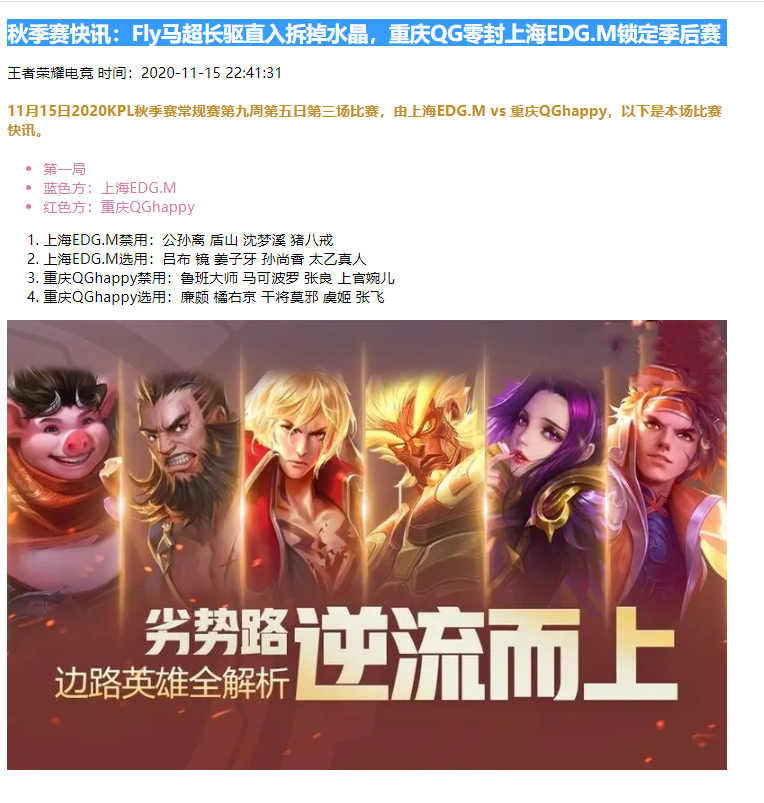 秋季赛快讯：Fly马超长驱直入拆掉水晶，重庆QG零封上海EDG.M锁定季后赛
王者荣耀电竞 时间：2020-11-15 22:41:31
11月15日2020KPL秋季赛常规赛第九周第五日第三场比赛，由上海EDG.M vs 重庆QGhappy，以下是本场比赛
快讯。
第一局
蓝色方：上海EDG.M
红色方：重庆QGhappy
1. 上海EDG.M禁用：公孙离 盾山 沈梦溪 猪八戒
2. 上海EDG.M选用：吕布 镜 姜子牙 孙尚香 太乙真人
3. 重庆QGhappy禁用：鲁班大师 马可波罗 张良 上官婉儿
4. 重庆QGhappy选用：廉颇 橘右京 干将莫邪 虞姬 张飞
劣势路 逆流而上
边路英雄全解析